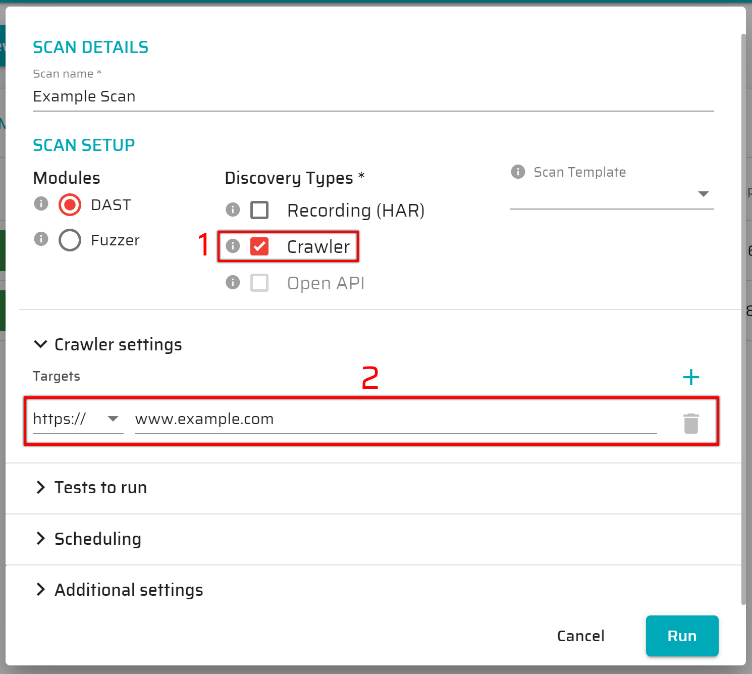 SCAN DETAILS
Scan name *
Example Scan
SCAN SETUP
Modules
DAST
Fuzzer
Discovery Types *
Recording (HAR)
1
Crawler
Open API
Scan Template
Crawler settings
Targets
2
+
https://
www.example.com
Tests to run
Scheduling
Additional settings
Cancel
Run